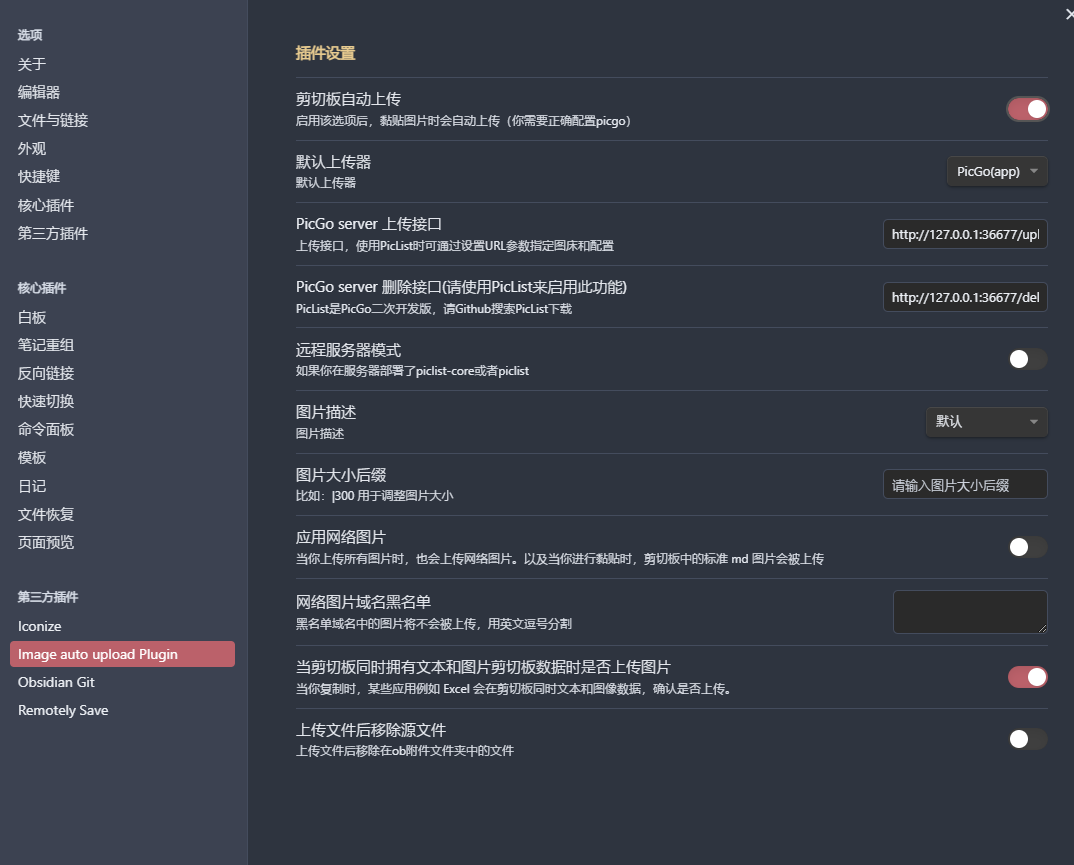 选项
关于
编辑器
文件与链接
外观
快捷键
核心插件
第三方插件
核心插件
白板
笔记重组
反向链接
快速切换
命令面板
模板
日记
文件恢复
页面预览
第三方插件
Iconize
Image auto upload Plugin
Obsidian Git
Remotely Save
插件设置
剪切板自动上传
启用该选项后，黏贴图片时会自动上传（你需要正确配置picgo）
默认上传器
默认上传器
PicGo(app)
PicGo server 上传接口
上传接口，使用PicList时可通过设置URL参数指定图床和配置
http://127.0.0.1:36677/upl
PicGo server 删除接口(请使用PicList来启用此功能)
PicList是PicGo二次开发版，请Github搜索PicList下载
http://127.0.0.1:36677/del
远程服务器模式
如果你在服务器部署了piclist-core或者piclist
图片描述
图片描述
默认
图片大小后缀
比如：|300 用于调整图片大小
请输入图片大小后缀
应用网络图片
当你上传所有图片时，也会上传网络图片。以及当你进行黏贴时，剪切板中的标准 md 图片会被上传
网络图片域名黑名单
黑名单域名中的图片将不会被上传，用英文逗号分割
当剪切板同时拥有文本和图片剪切板数据时是否上传图片
当你复制时，某些应用例如 Excel 会在剪切板同时文本和图像数据，确认是否上传。
上传文件后移除源文件
上传文件后移除在ob附件文件夹中的文件